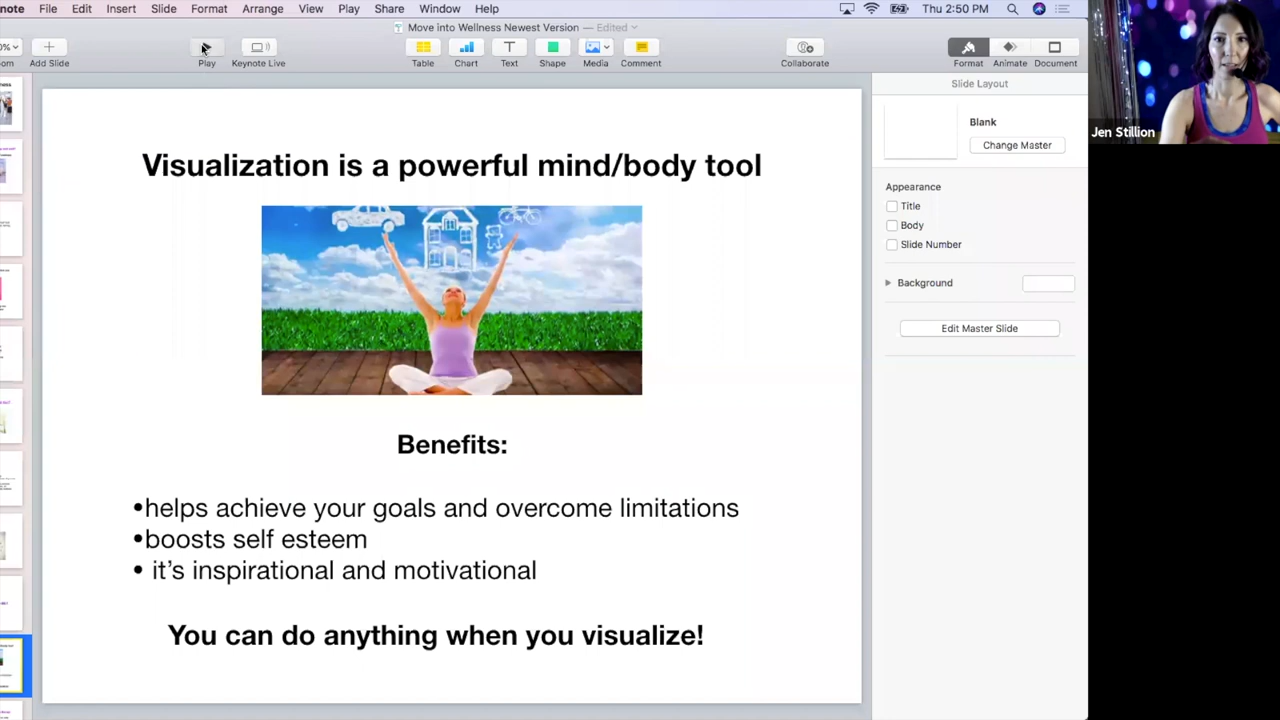 note File Edit Insert Slide Format Arrange View Play Share Window Help Thu 2:50 PM
Move into Wellness Newest Version — Edited
Add Slide Play Keynote Live Table Chart Text Shape Media Comment Collaborate Format Animate Document
Slide Layout
Blank
Change Master
Jen Stillion
Visualization is a powerful mind/body tool
Appearance
Title
Body
Slide Number
Background
Edit Master Slide
Benefits:
•helps achieve your goals and overcome limitations
•boosts self esteem
• it's inspirational and motivational
You can do anything when you visualize!